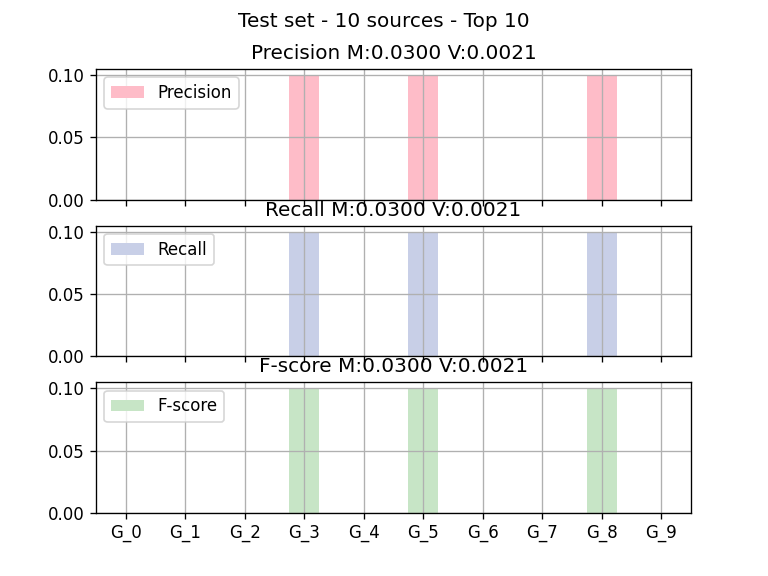 Test set - 10 sources - Top 10
Precision M:0.0300 V:0.0021
0.10
Precision
0.05
0.00
Recall M:0.0300 V:0.0021
0.10
Recall
0.05
0.00
F-score M:0.0300 V:0.0021
0.10
F-score
0.05
0.00
G_0 G_1 G_2 G_3 G_4 G_5 G_6 G_7 G_8 G_9